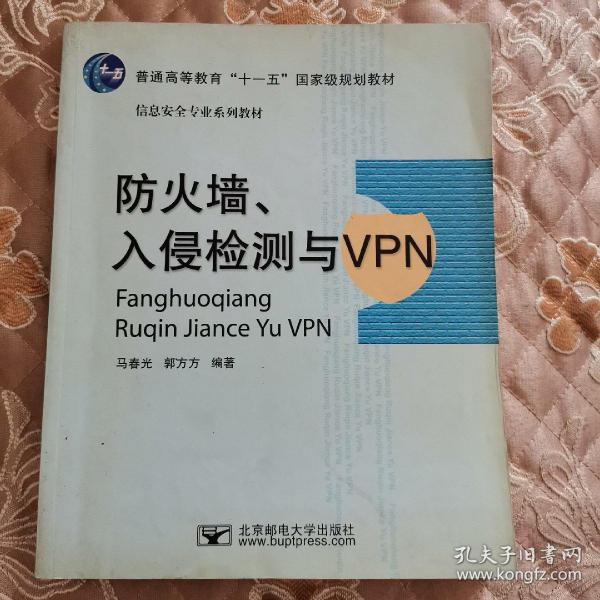 十一五
普通高等教育“十一五”国家级规划教材
信息安全专业系列教材
防火墙、
入侵检测与VPN
Fanghuoqiang
Ruqin Jiance Yu VPN
马春光 郭方方 编著
北京邮电大学出版社
www.buptpress.com
孔夫子旧书网
www.kongfz.com